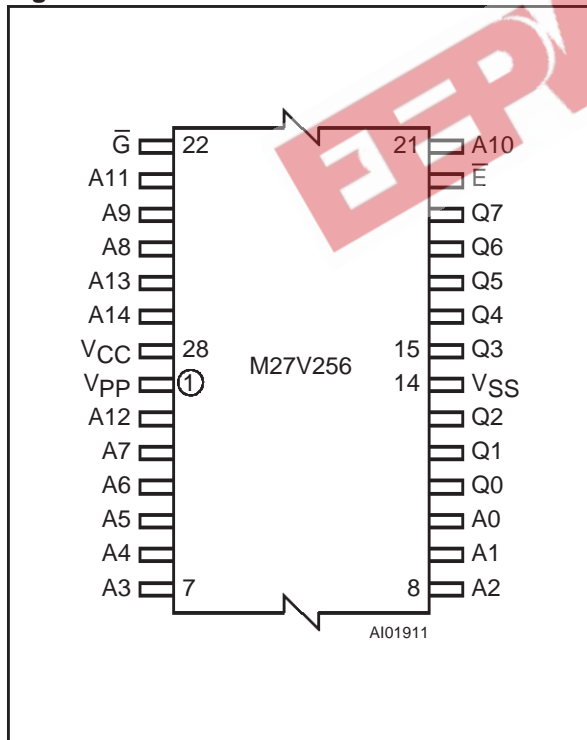 EEPW
G̅ 22 21 A10
A11 E̅
A9 Q7
A8 Q6
A13 Q5
A14 Q4
VCC 28 15 Q3
M27V256
VPP 1 14 VSS
A12 Q2
A7 Q1
A6 Q0
A5 A0
A4 A1
A3 7 8 A2
AI01911